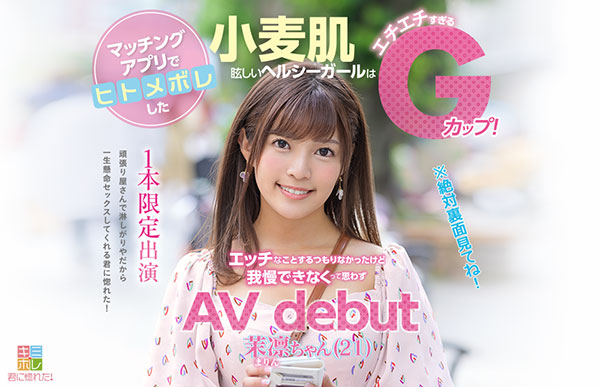 マッチング
アプリで
ヒトメボレ
した
小麦肌
眩しいヘルシーガールは
エチエチすぎる
G
カップ！
1本限定出演
頑張り屋さんで淋しがりやだから
一生懸命セックスしてくれる君に惚れた！
※絶対裏面見てね！
エッチなことするつもりなかったけど
我慢できなくって思わず
AV debut
茉凛ちゃん(21)
まりん
キミ
ボレ
君に惚れた！